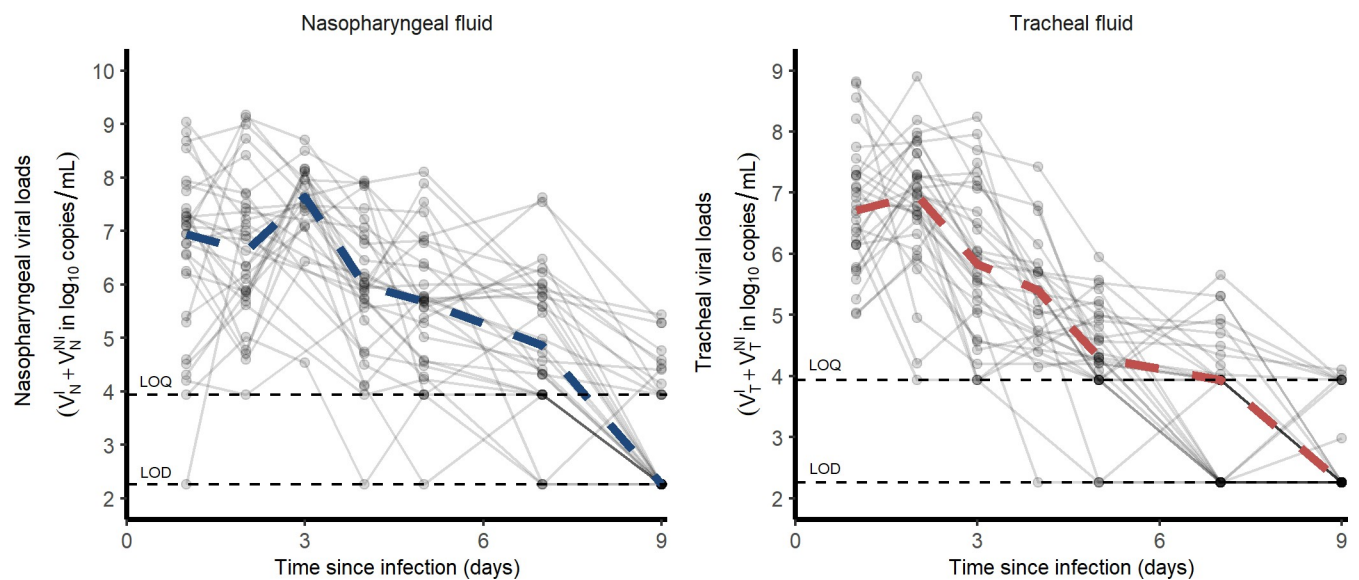 Nasopharyngeal fluid
Nasopharyngeal viral loads
(V_N^I + V_N^NI in log10 copies/mL)
10
9
8
7
6
5
4
3
2
LOQ
LOD
0
3
6
9
Time since infection (days)
Tracheal fluid
Tracheal viral loads
(V_T^I + V_T^NI in log10 copies/mL)
9
8
7
6
5
4
3
2
LOQ
LOD
0
3
6
9
Time since infection (days)